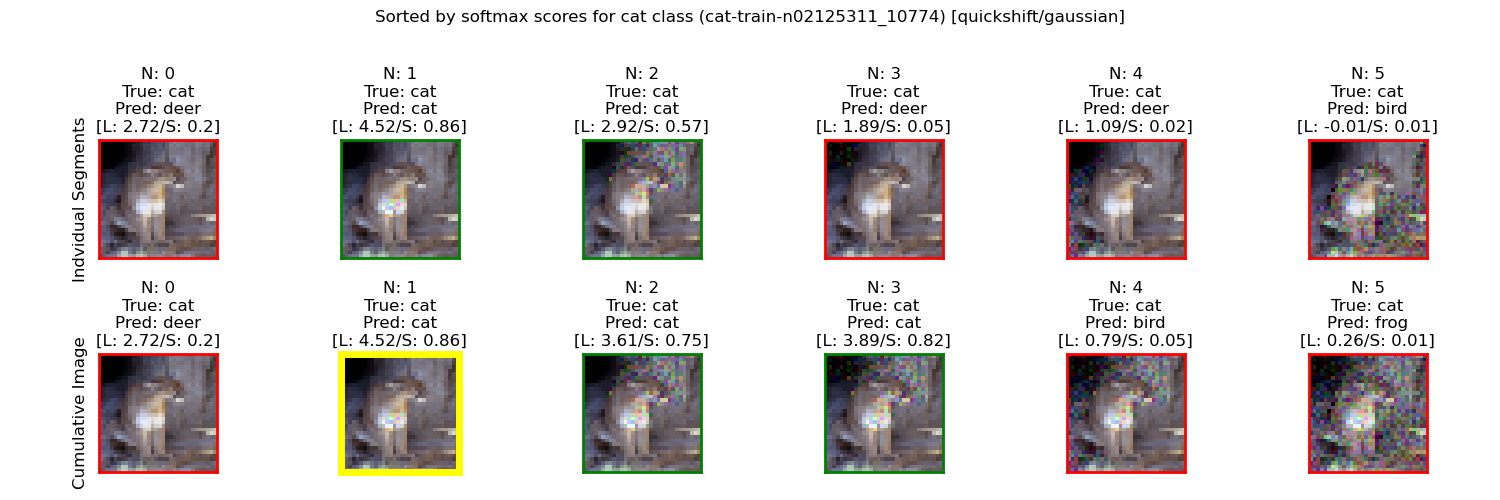 Sorted by softmax scores for cat class (cat-train-n02125311_10774) [quickshift/gaussian]
Indvidual Segments
N: 0
True: cat
Pred: deer
[L: 2.72/S: 0.2]
N: 1
True: cat
Pred: cat
[L: 4.52/S: 0.86]
N: 2
True: cat
Pred: cat
[L: 2.92/S: 0.57]
N: 3
True: cat
Pred: deer
[L: 1.89/S: 0.05]
N: 4
True: cat
Pred: deer
[L: 1.09/S: 0.02]
N: 5
True: cat
Pred: bird
[L: -0.01/S: 0.01]
Cumulative Image
N: 0
True: cat
Pred: deer
[L: 2.72/S: 0.2]
N: 1
True: cat
Pred: cat
[L: 4.52/S: 0.86]
N: 2
True: cat
Pred: cat
[L: 3.61/S: 0.75]
N: 3
True: cat
Pred: cat
[L: 3.89/S: 0.82]
N: 4
True: cat
Pred: bird
[L: 0.79/S: 0.05]
N: 5
True: cat
Pred: frog
[L: 0.26/S: 0.01]